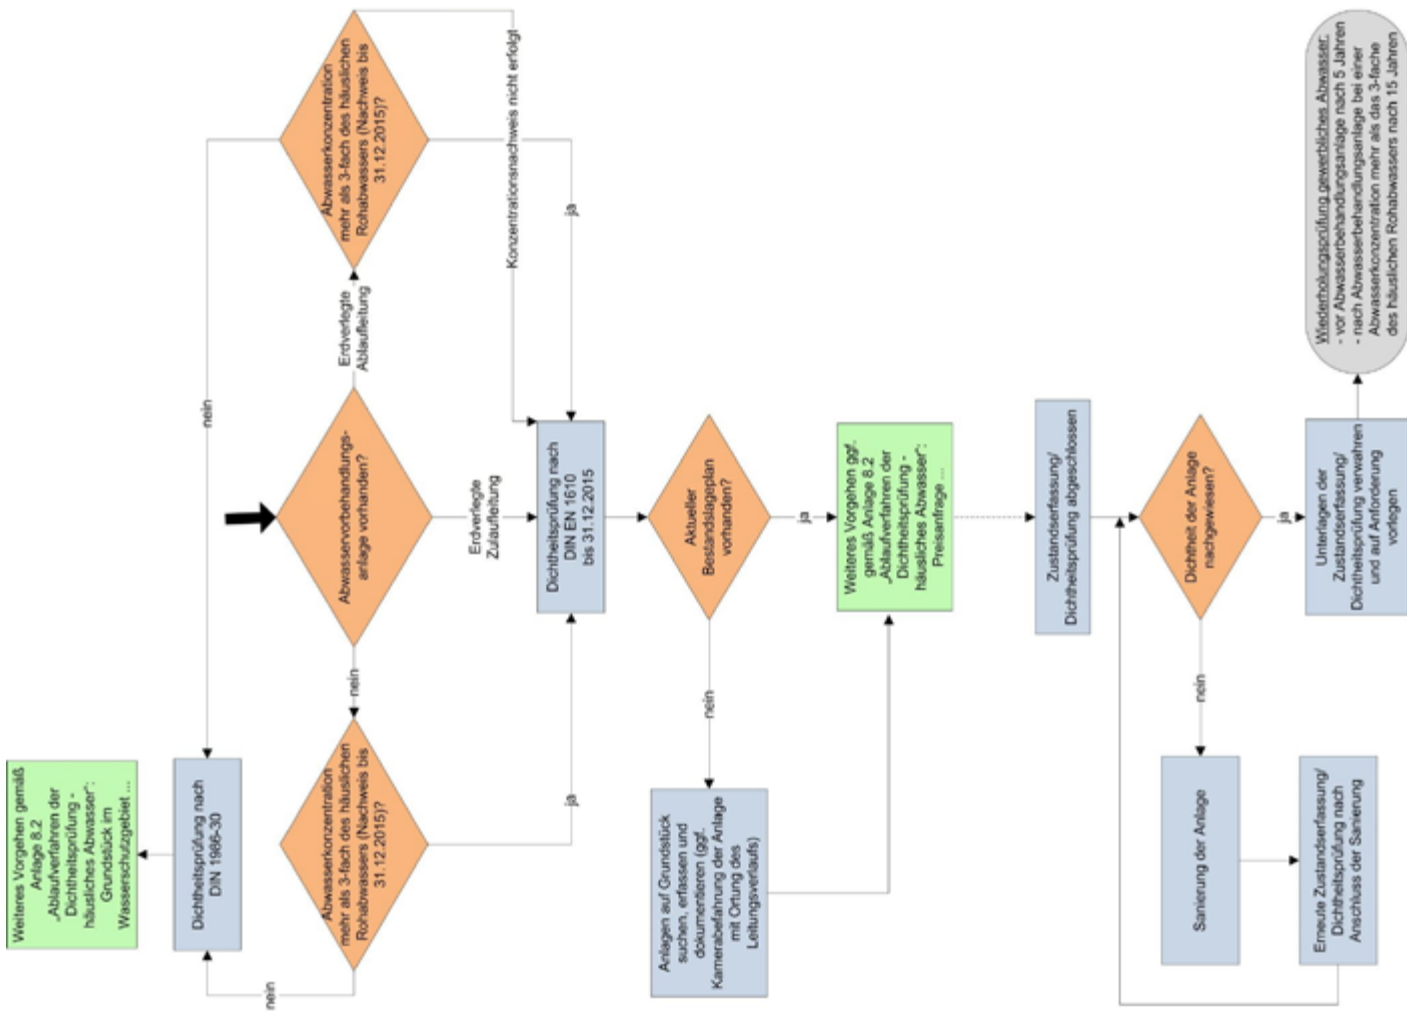 Weiteres Vorgehen gemäß
Anlage 8.2
„Ablaufverfahren der
Dichtheitsprüfung -
häusliches Abwasser":
Grundstück im
Wasserschutzgebiet ...
Dichtheitsprüfung nach
DIN 1986-30
nein
nein
Abwasserkonzentration
mehr als 3-fach des häuslichen
Rohabwassers (Nachweis bis
31.12.2015)?
nein
Abwasservorbehandlungs-
anlage vorhanden?
Erdverlegte
Ablaufleitung
Abwasserkonzentration
mehr als 3-fach des häuslichen
Rohabwassers (Nachweis bis
31.12.2015)?
Konzentrationsnachweis nicht erfolgt
ja
Erdverlegte
Zulaufleitung
ja
Dichtheitsprüfung nach
DIN EN 1610
bis 31.12.2015
Aktueller
Bestandslageplan
vorhanden?
nein
ja
Anlagen auf Grundstück
suchen, erfassen und
dokumentieren (ggf.
Kamerabefahrung der Anlage
mit Ortung des
Leitungsverlaufs)
Weiteres Vorgehen ggf.
gemäß Anlage 8.2
„Ablaufverfahren der
Dichtheitsprüfung -
häusliches Abwasser":
Preisanfrage ...
Zustandserfassung/
Dichtheitsprüfung abgeschlossen
Dichtheit der Anlage
nachgewiesen?
nein
ja
Sanierung der Anlage
Erneute Zustandserfassung/
Dichtheitsprüfung nach
Anschluss der Sanierung
Unterlagen der
Zustandserfassung/
Dichtheitsprüfung verwahren
und auf Anforderung
vorlegen
Wiederholungsprüfung gewerbliches Abwasser:
- vor Abwasserbehandlungsanlage nach 5 Jahren
- nach Abwasserbehandlungsanlage bei einer
Abwasserkonzentration mehr als das 3-fache
des häuslichen Rohabwassers nach 15 Jahren